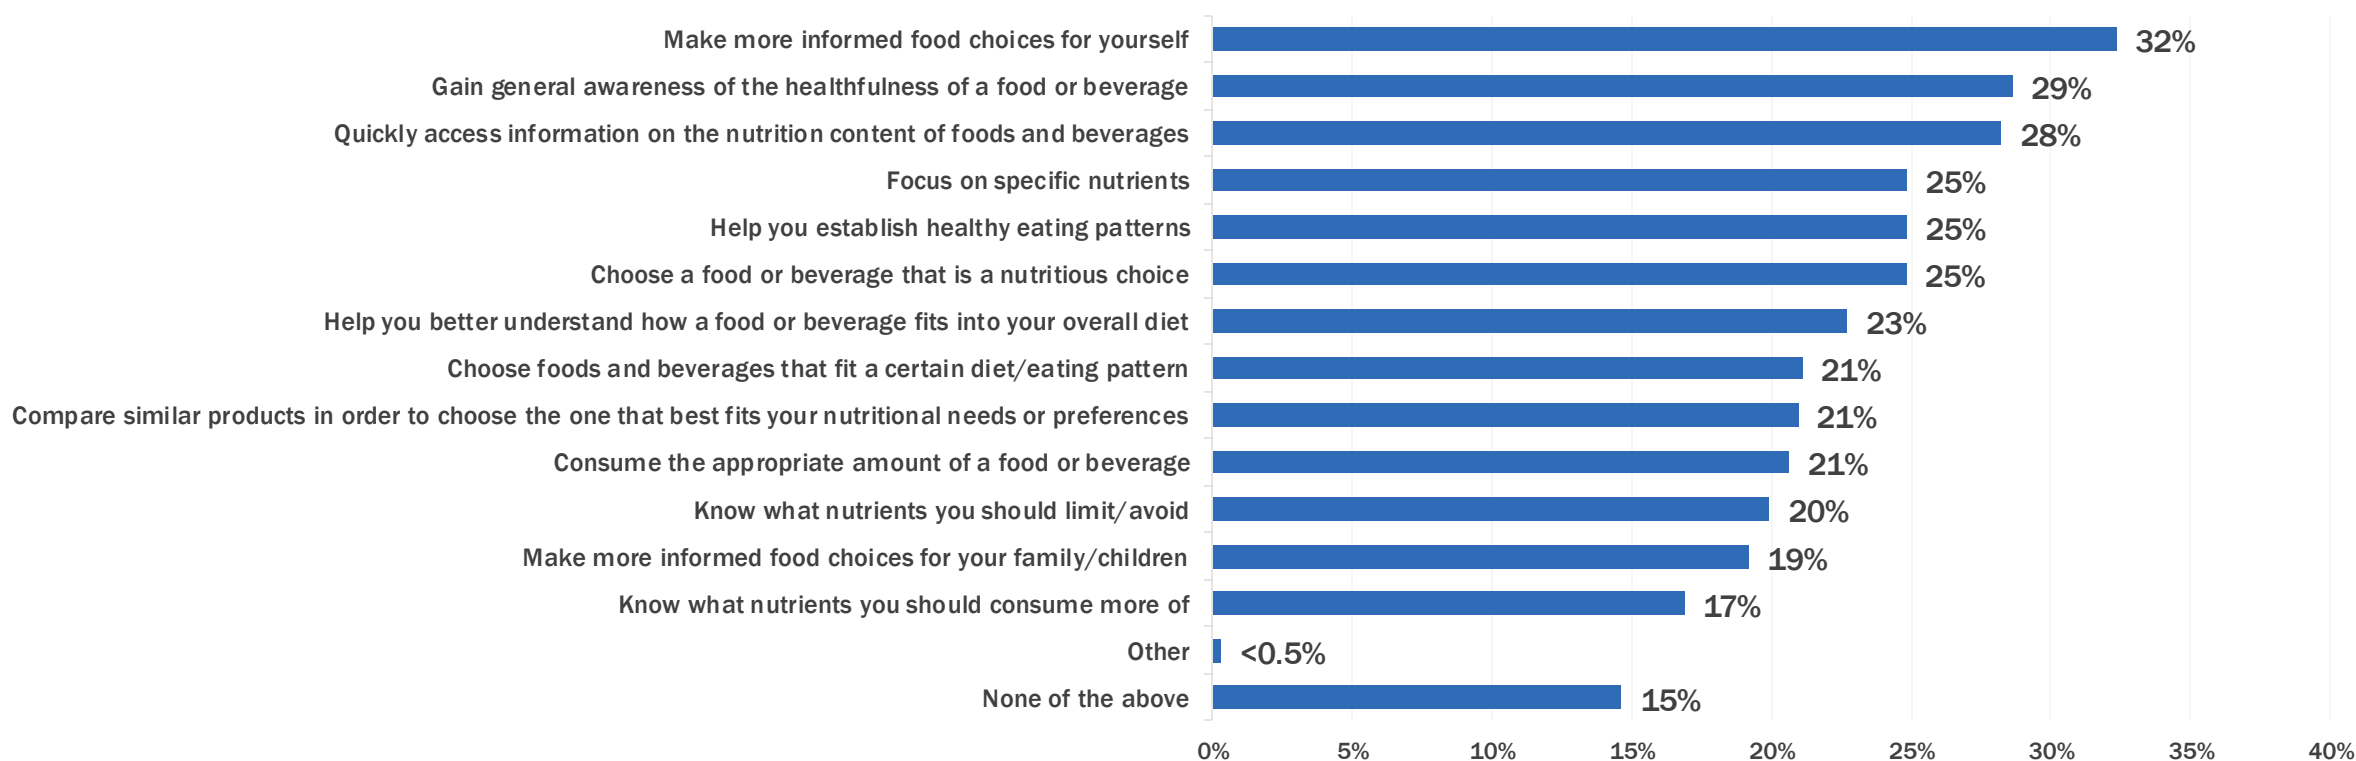 Make more informed food choices for yourself 32%
Gain general awareness of the healthfulness of a food or beverage 29%
Quickly access information on the nutrition content of foods and beverages 28%
Focus on specific nutrients 25%
Help you establish healthy eating patterns 25%
Choose a food or beverage that is a nutritious choice 25%
Help you better understand how a food or beverage fits into your overall diet 23%
Choose foods and beverages that fit a certain diet/eating pattern 21%
Compare similar products in order to choose the one that best fits your nutritional needs or preferences 21%
Consume the appropriate amount of a food or beverage 21%
Know what nutrients you should limit/avoid 20%
Make more informed food choices for your family/children 19%
Know what nutrients you should consume more of 17%
Other <0.5%
None of the above 15%
0% 5% 10% 15% 20% 25% 30% 35% 40%